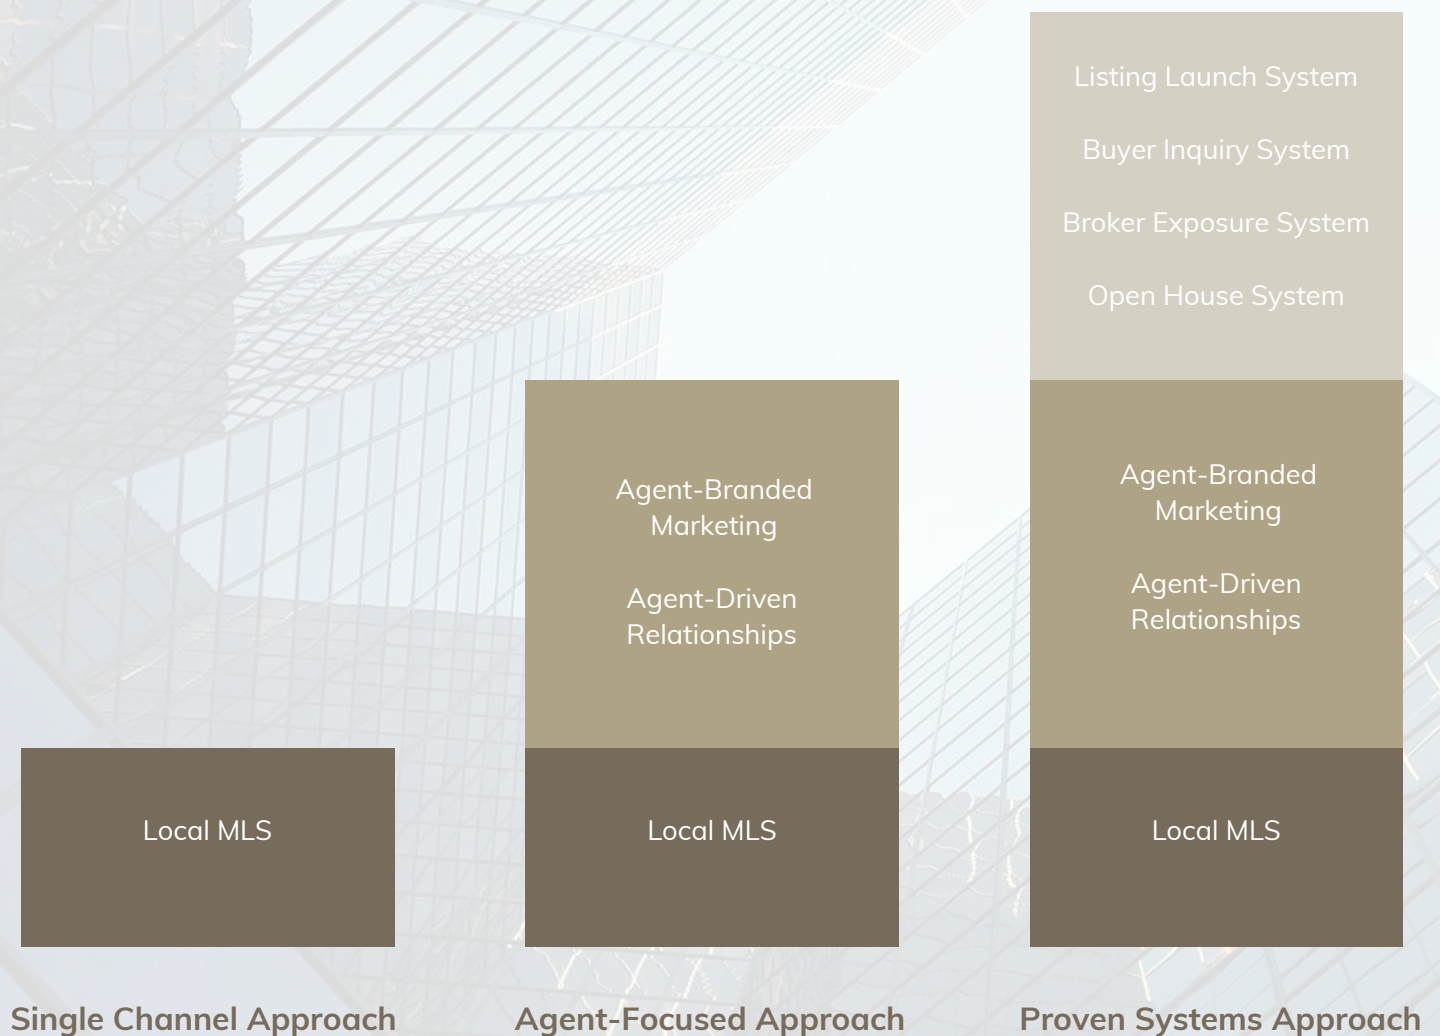 Local MLS
Single Channel Approach
Agent-Branded
Marketing
Agent-Driven
Relationships
Local MLS
Agent-Focused Approach
Listing Launch System
Buyer Inquiry System
Broker Exposure System
Open House System
Agent-Branded
Marketing
Agent-Driven
Relationships
Local MLS
Proven Systems Approach